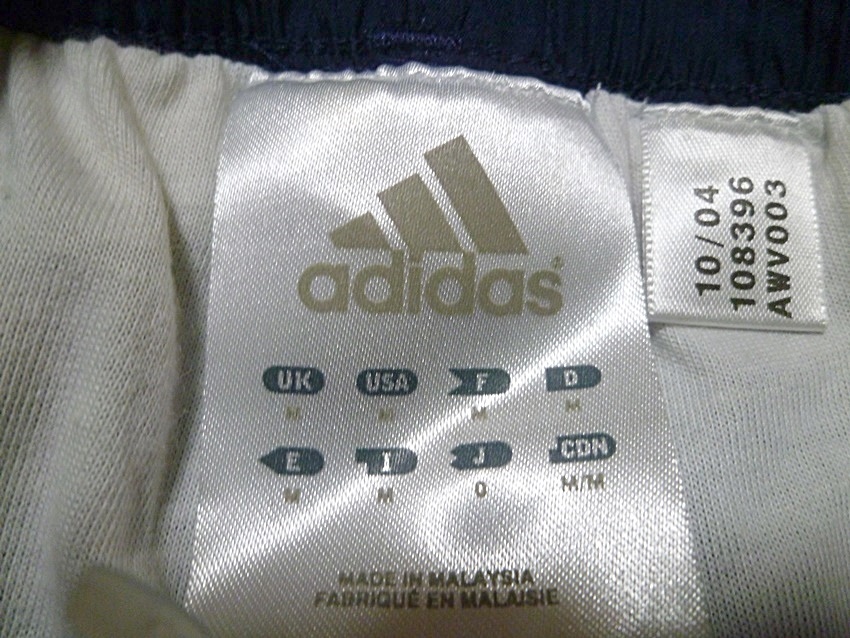 adidas
UK USA F D
M M M M
E I J CDN
M M O M/M
MADE IN MALAYSIA
FABRIQUÉ EN MALAISIE
10/04
108396
AWV003